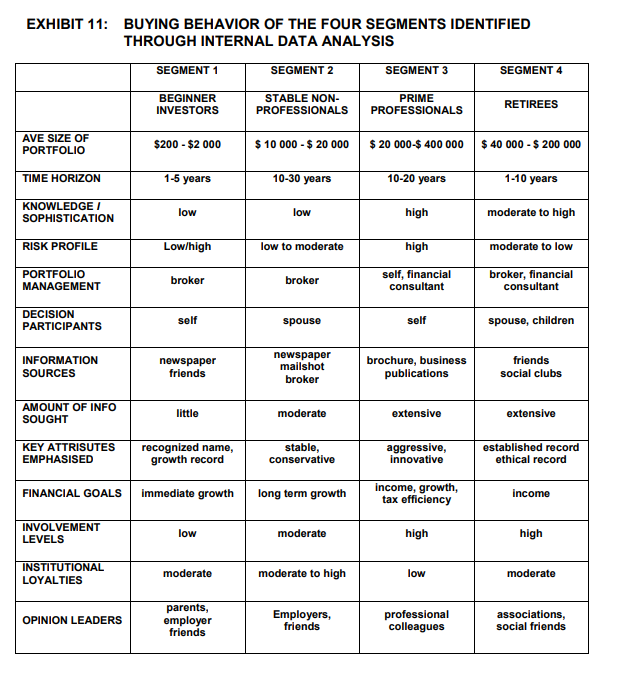 EXHIBIT 11: BUYING BEHAVIOR OF THE FOUR SEGMENTS IDENTIFIED
THROUGH INTERNAL DATA ANALYSIS
SEGMENT 1 SEGMENT 2 SEGMENT 3 SEGMENT 4
BEGINNER INVESTORS STABLE NON-PROFESSIONALS PRIME PROFESSIONALS RETIREES
AVE SIZE OF PORTFOLIO $200 - $2 000 $ 10 000 - $ 20 000 $ 20 000-$ 400 000 $ 40 000 - $ 200 000
TIME HORIZON 1-5 years 10-30 years 10-20 years 1-10 years
KNOWLEDGE / SOPHISTICATION low low high moderate to high
RISK PROFILE Low/high low to moderate high moderate to low
PORTFOLIO MANAGEMENT broker broker self, financial consultant broker, financial consultant
DECISION PARTICIPANTS self spouse self spouse, children
INFORMATION SOURCES newspaper friends newspaper mailshot broker brochure, business publications friends social clubs
AMOUNT OF INFO SOUGHT little moderate extensive extensive
KEY ATTRISUTES EMPHASISED recognized name, growth record stable, conservative aggressive, innovative established record ethical record
FINANCIAL GOALS immediate growth long term growth income, growth, tax efficiency income
INVOLVEMENT LEVELS low moderate high high
INSTITUTIONAL LOYALTIES moderate moderate to high low moderate
OPINION LEADERS parents, employer friends Employers, friends professional colleagues associations, social friends